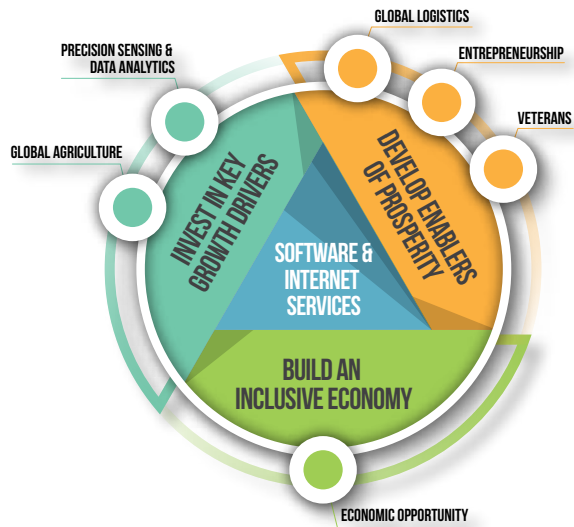 GLOBAL LOGISTICS
PRECISION SENSING &
DATA ANALYTICS
ENTREPRENEURSHIP
VETERANS
GLOBAL AGRICULTURE
INVEST IN KEY
GROWTH DRIVERS
DEVELOP ENABLERS
OF PROSPERITY
SOFTWARE &
INTERNET
SERVICES
BUILD AN
INCLUSIVE ECONOMY
ECONOMIC OPPORTUNITY